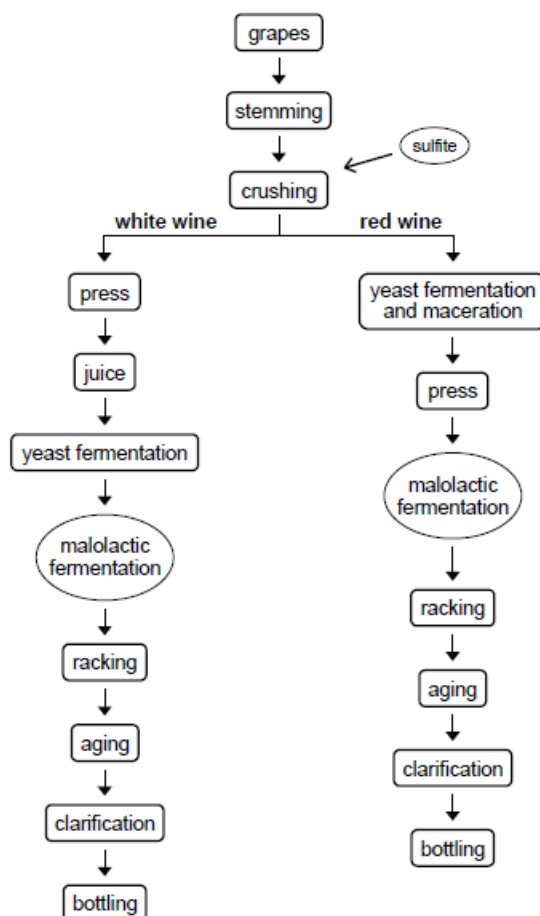 grapes
stemming
sulfite
crushing
white wine
red wine
press
juice
yeast fermentation
malolactic
fermentation
racking
aging
clarification
bottling
yeast fermentation
and maceration
press
malolactic
fermentation
racking
aging
clarification
bottling